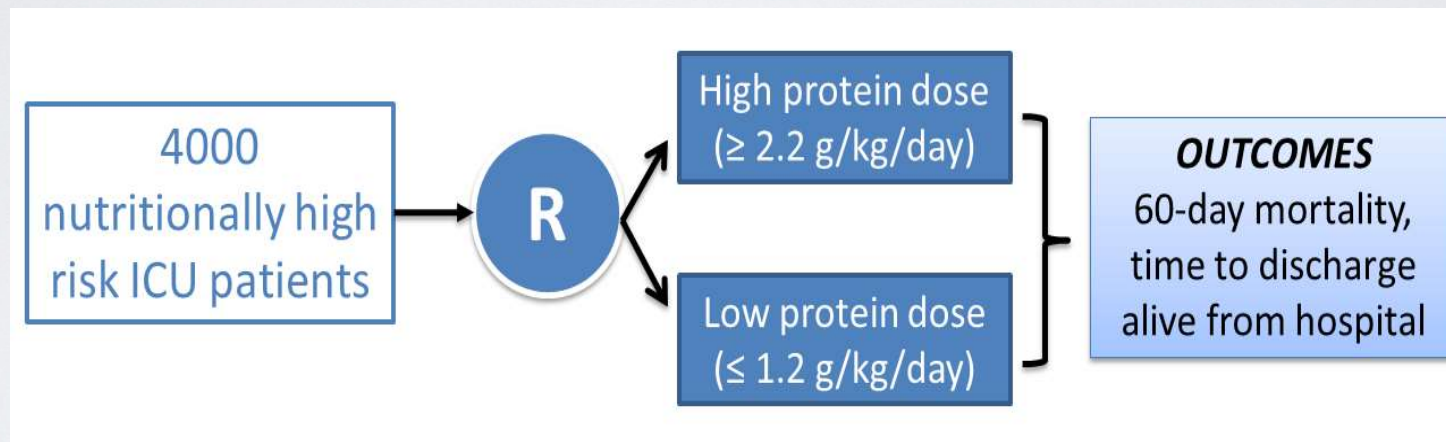 4000
nutritionally high
risk ICU patients
R
High protein dose
(≥ 2.2 g/kg/day)
Low protein dose
(≤ 1.2 g/kg/day)
OUTCOMES
60-day mortality,
time to discharge
alive from hospital